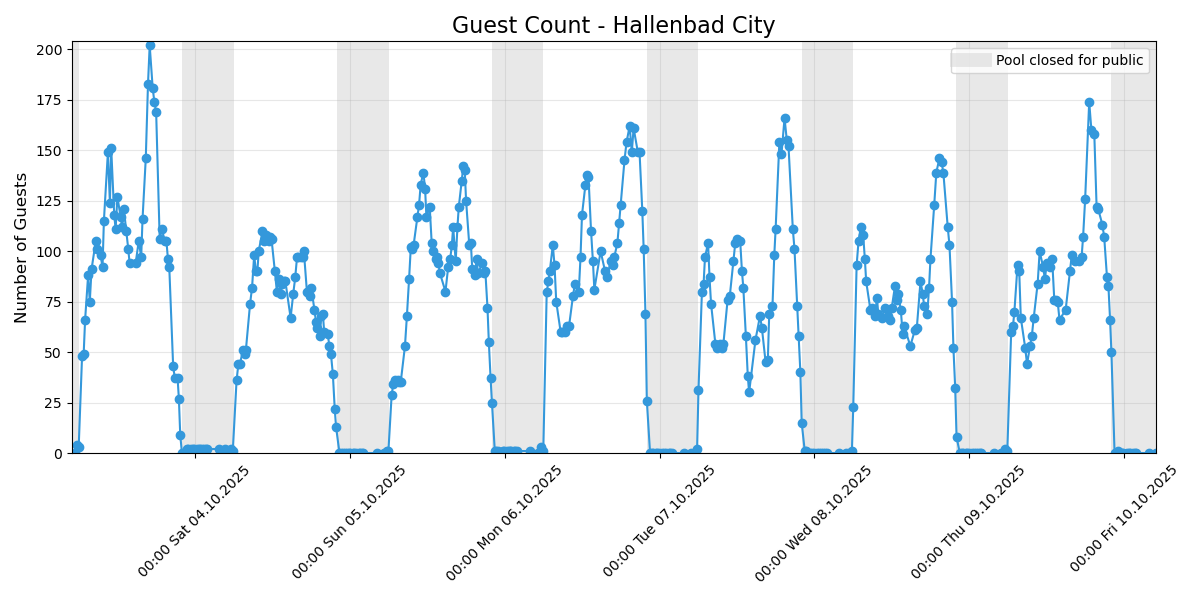 Guest Count - Hallenbad City
Pool closed for public
Number of Guests
200
175
150
125
100
75
50
25
0
00:00 Sat 04.10.2025
00:00 Sun 05.10.2025
00:00 Mon 06.10.2025
00:00 Tue 07.10.2025
00:00 Wed 08.10.2025
00:00 Thu 09.10.2025
00:00 Fri 10.10.2025